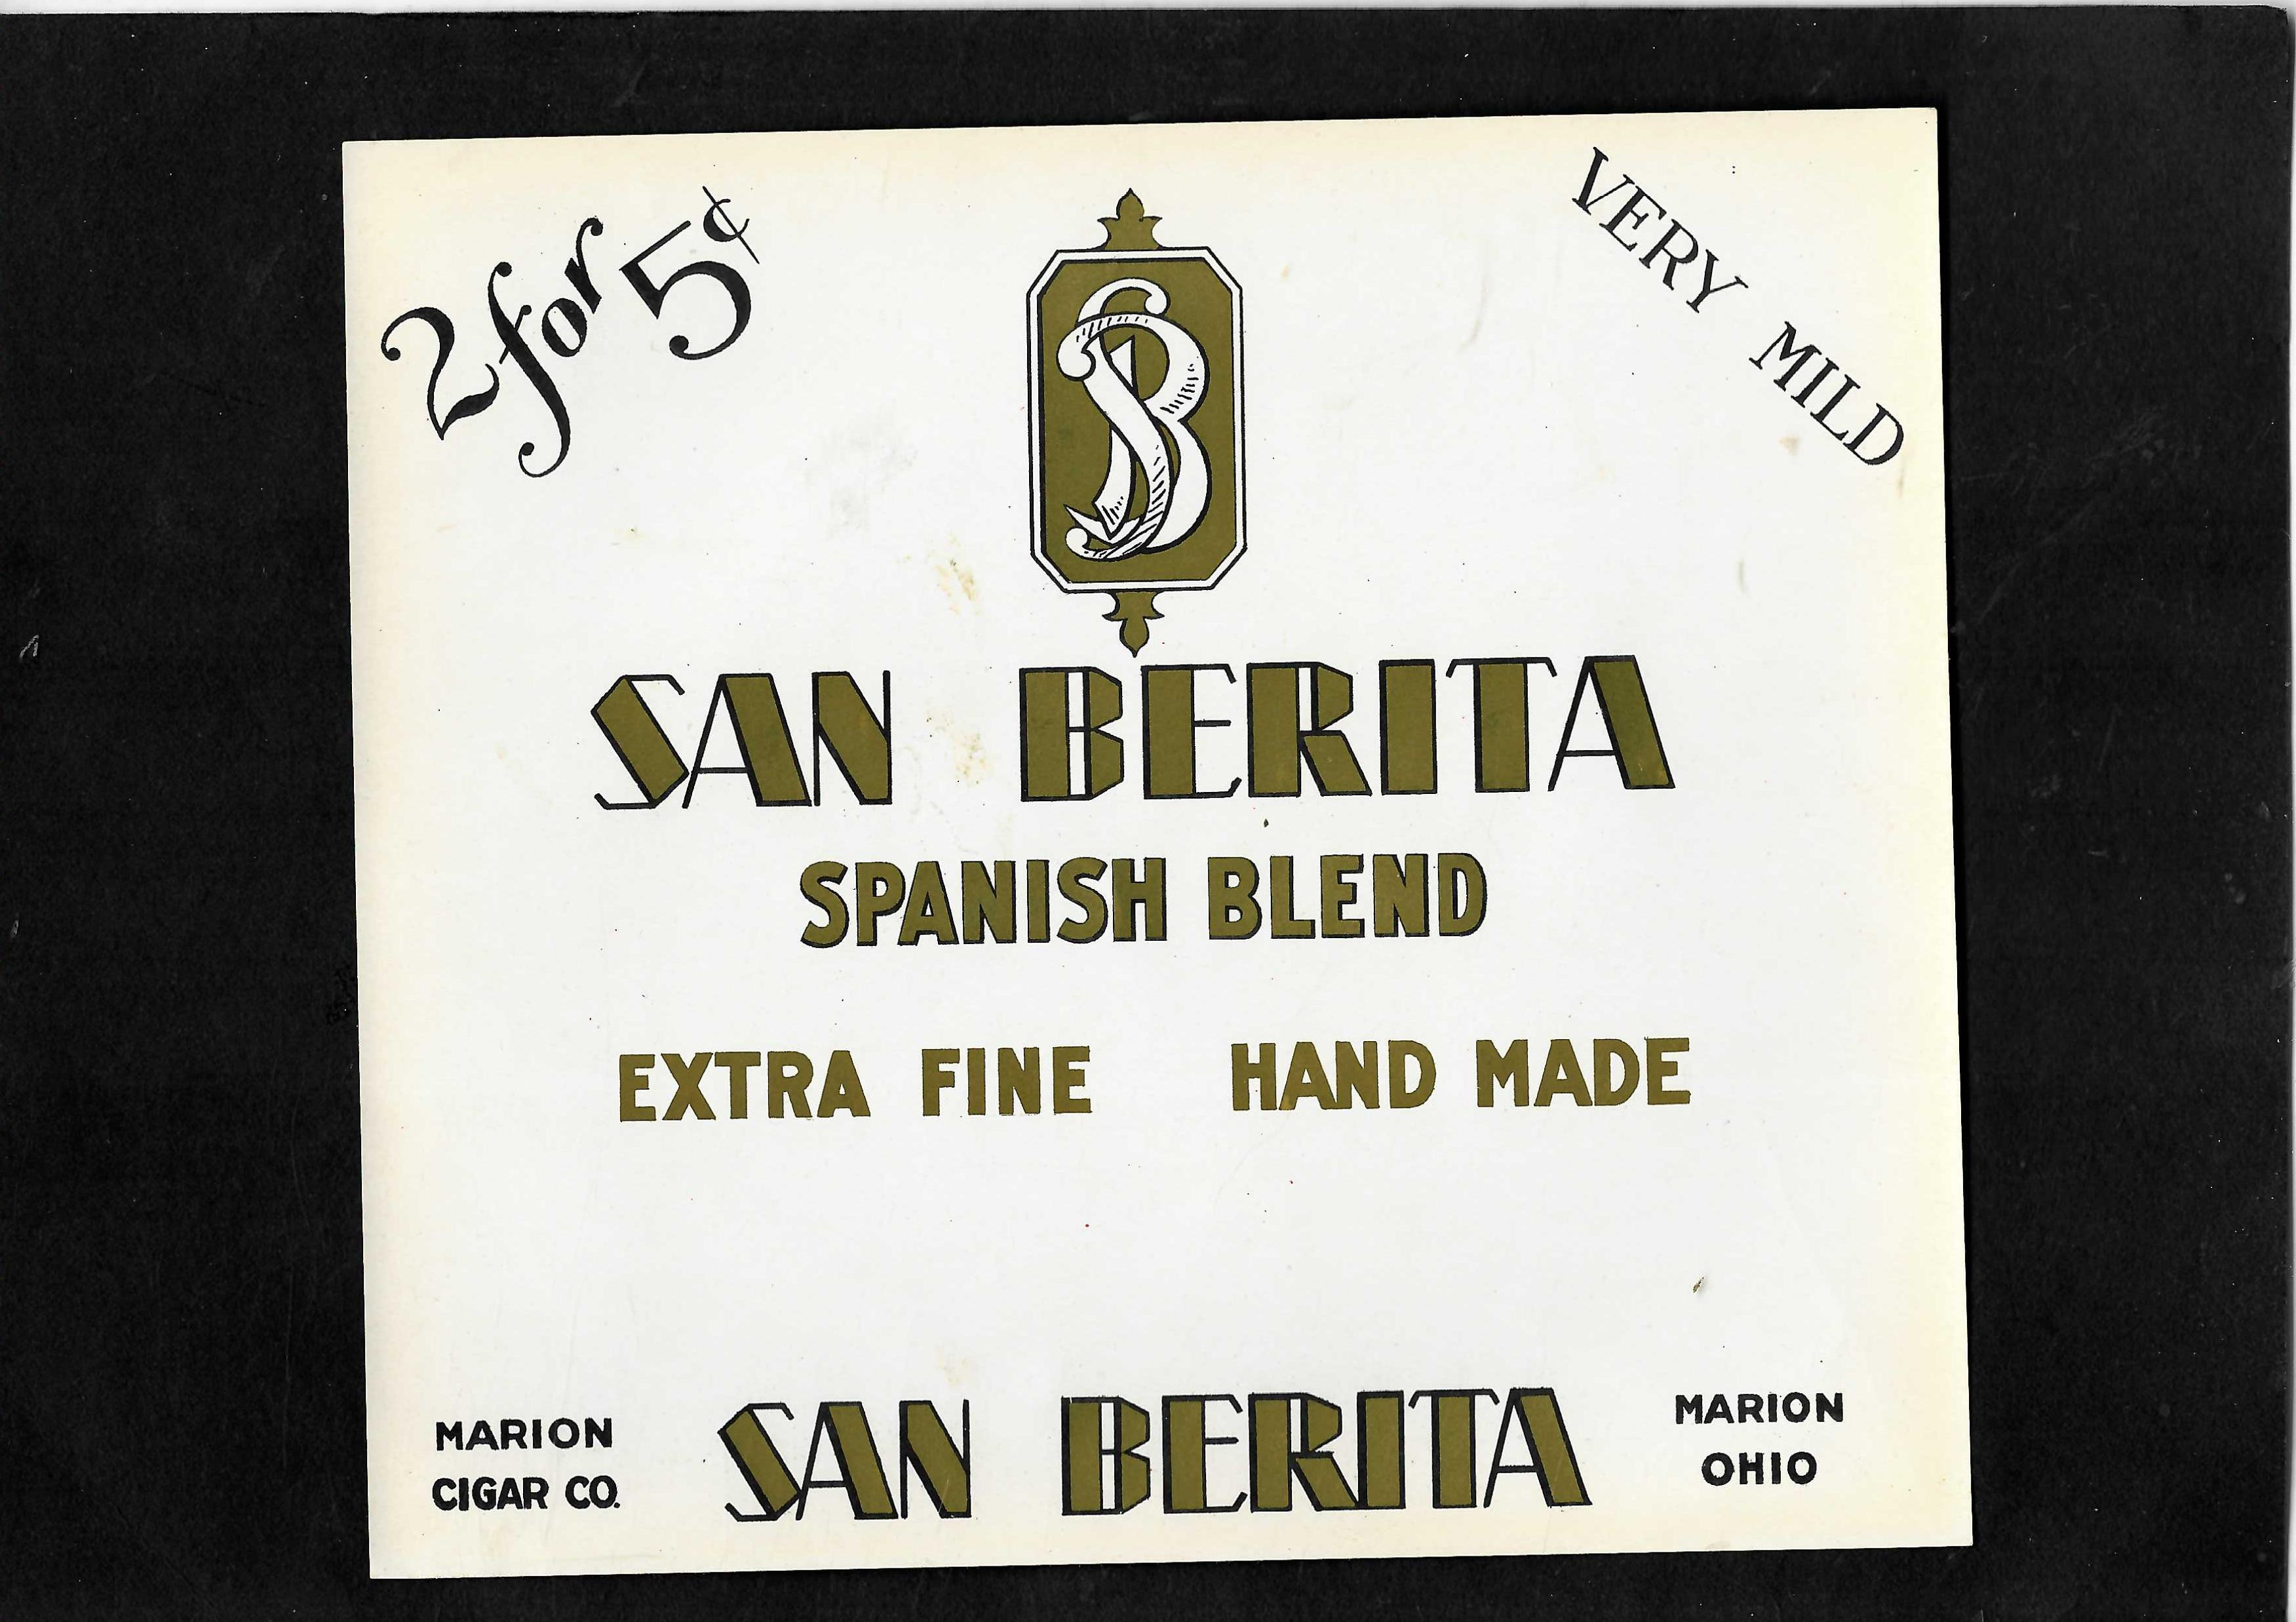 2 for 5¢
VERY MILD
SB
SAN BERITA
SPANISH BLEND
EXTRA FINE HAND MADE
MARION
CIGAR CO.
SAN BERITA
MARION
OHIO